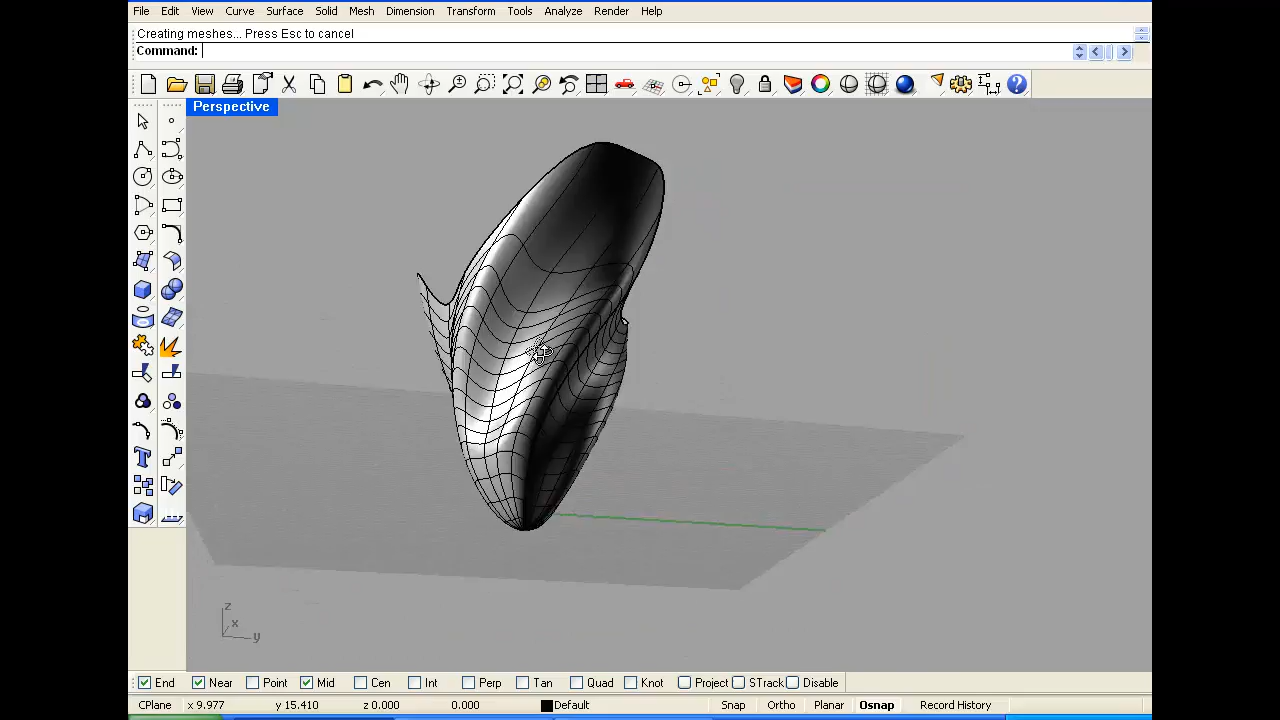 File Edit View Curve Surface Solid Mesh Dimension Transform Tools Analyze Render Help
Creating meshes... Press Esc to cancel
Command:
Perspective
z
x
y
End Near Point Mid Cen Int Perp Tan Quad Knot Project STrack Disable
CPlane x 9.977 y 15.410 z 0.000 0.000 Default Snap Ortho Planar Osnap Record History